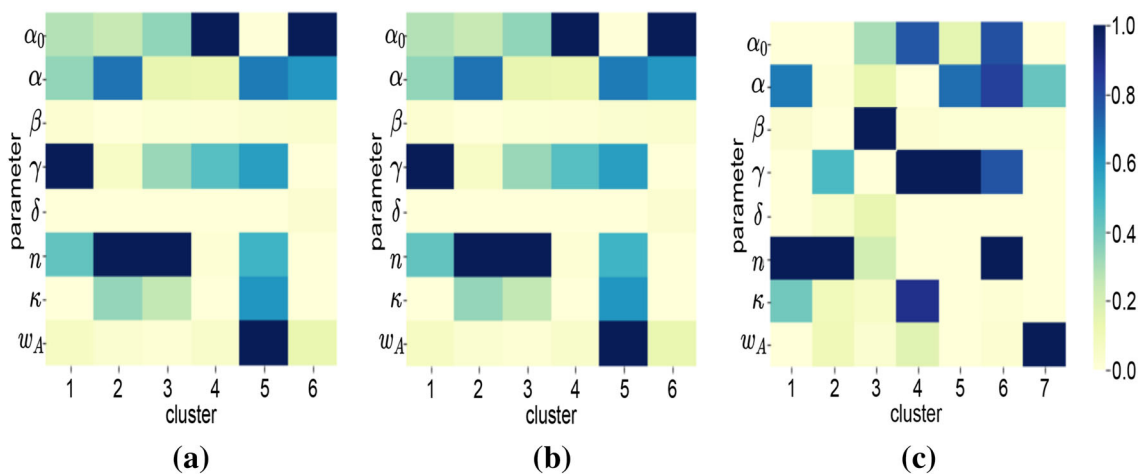 α0
α
β
γ
δ
n
κ
wA
parameter
1 2 3 4 5 6
cluster
(a)
α0
α
β
γ
δ
n
κ
wA
parameter
1 2 3 4 5 6
cluster
(b)
α0
α
β
γ
δ
n
κ
wA
parameter
1 2 3 4 5 6 7
cluster
(c)
1.0
0.8
0.6
0.4
0.2
0.0